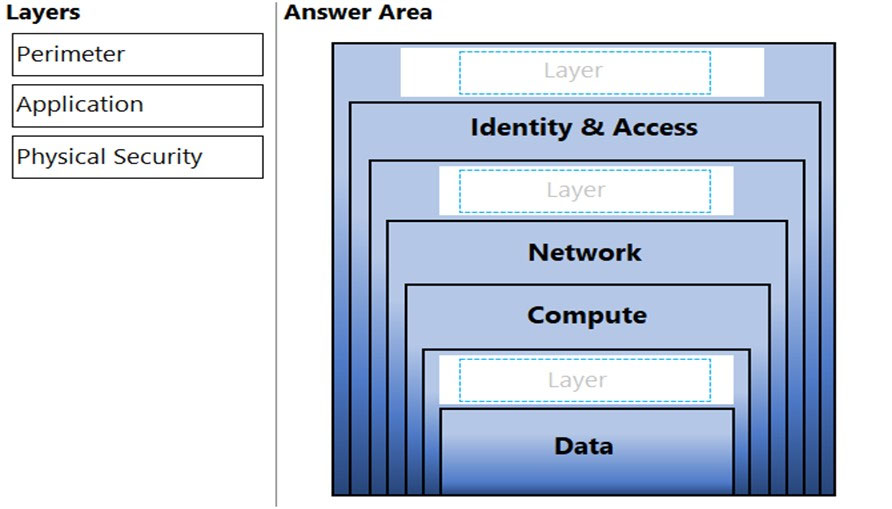 Layers
Perimeter
Application
Physical Security
Answer Area
Layer
Identity & Access
Layer
Network
Compute
Layer
Data